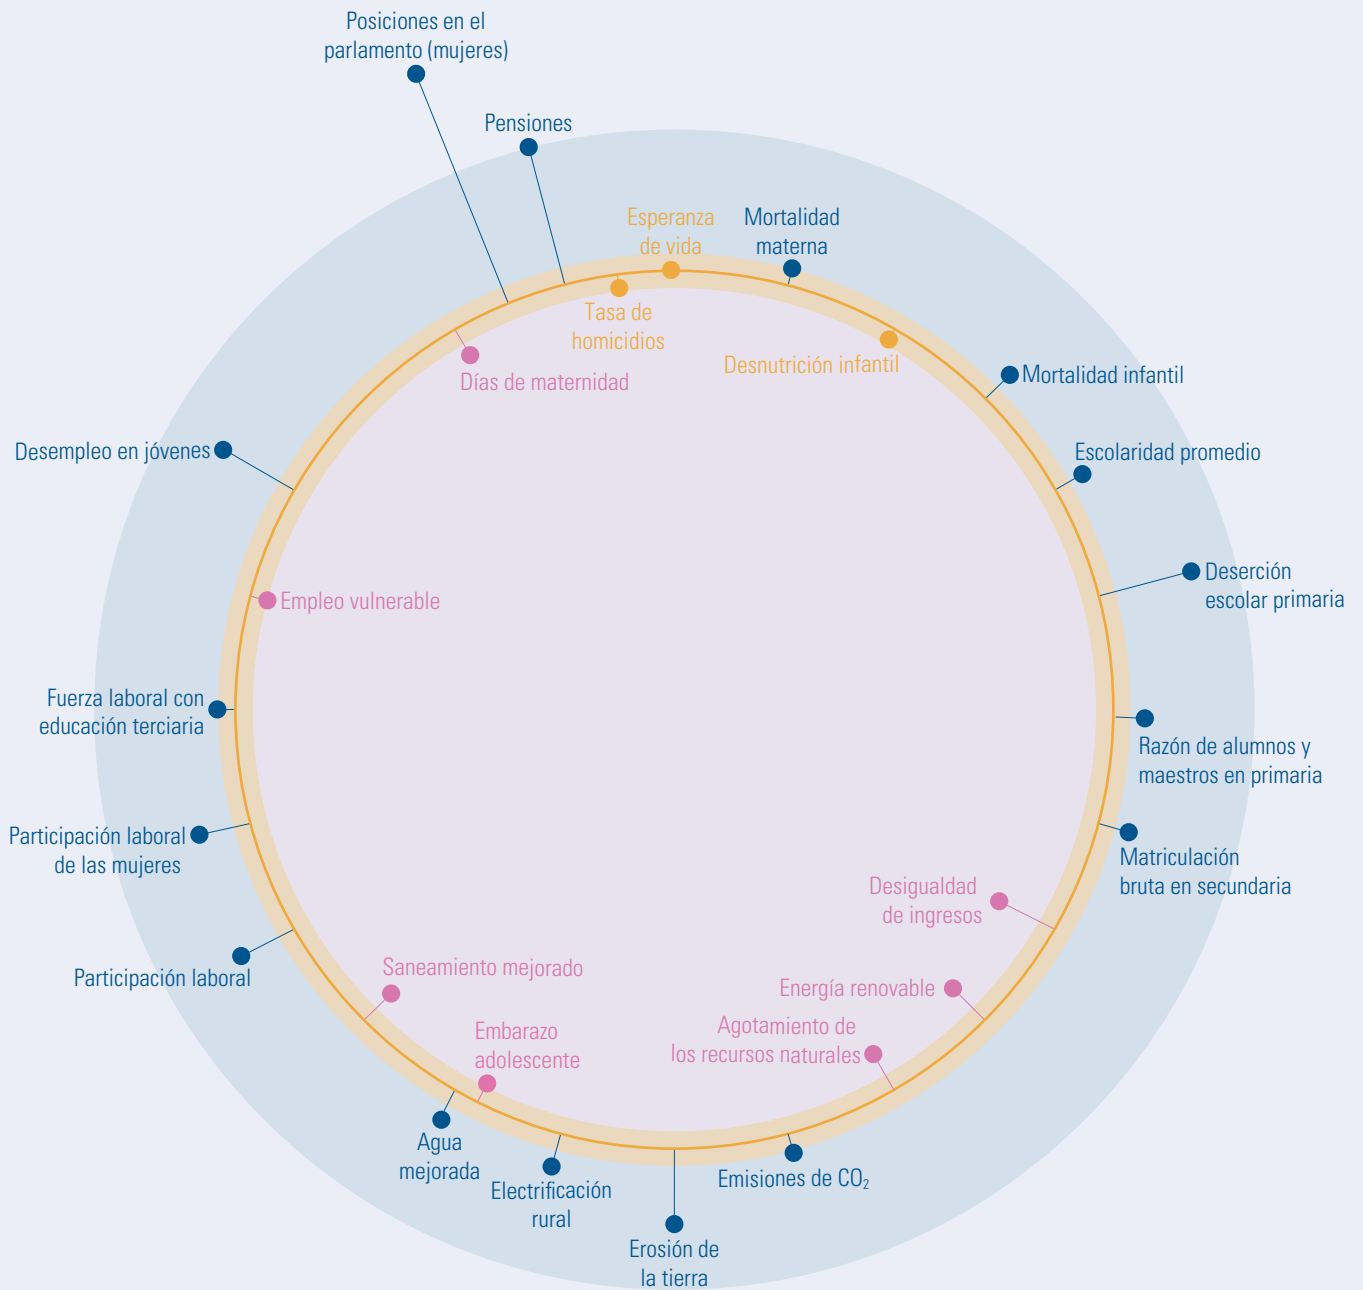 Posiciones en el
parlamento (mujeres)
Pensiones
Esperanza
de vida
Mortalidad
materna
Tasa de
homicidios
Desnutrición infantil
Días de maternidad
Mortalidad infantil
Desempleo en jóvenes
Escolaridad promedio
Deserción
escolar primaria
Empleo vulnerable
Fuerza laboral con
educación terciaria
Razón de alumnos y
maestros en primaria
Participación laboral
de las mujeres
Matriculación
bruta en secundaria
Desigualdad
de ingresos
Participación laboral
Saneamiento mejorado
Energía renovable
Embarazo
adolescente
Agotamiento de
los recursos naturales
Agua
mejorada
Electrificación
rural
Emisiones de CO₂
Erosión de
la tierra